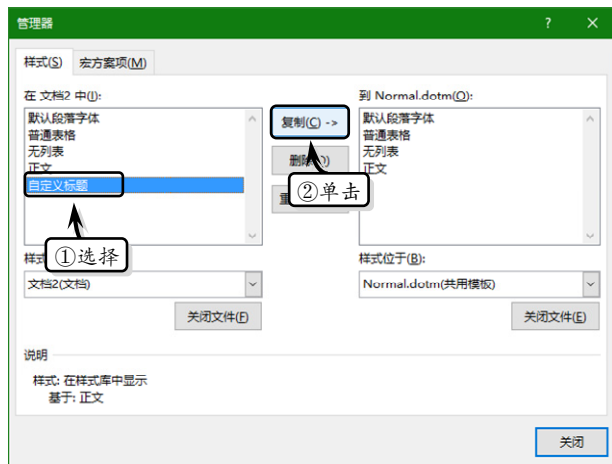 管理器
样式(S) 宏方案项(M)
在 文档2 中(I): 到 Normal.dotm(O):
默认段落字体
普通表格
无列表
正文
自定义标题
复制(C) ->
删除(D)
默认段落字体
普通表格
无列表
正文
①选择
②单击
样式位于(B):
文档2(文档)
Normal.dotm(共用模板)
关闭文件(F)
关闭文件(E)
说明
样式: 在样式库中显示
基于: 正文
关闭